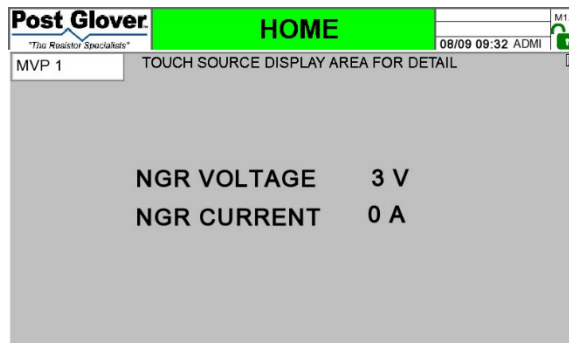 Post Glover.
"The Resistor Specialists"
HOME
M1.
08/09 09:32 ADMI
MVP 1
TOUCH SOURCE DISPLAY AREA FOR DETAIL
NGR VOLTAGE 3 V
NGR CURRENT 0 A